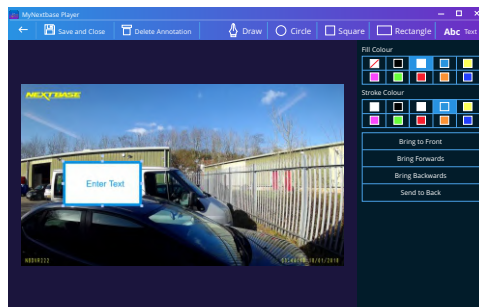 MyNextbase Player
Save and Close Delete Annotation Draw Circle Square Rectangle Abc Text
Fill Colour
Stroke Colour
Bring to Front
Bring Forwards
Bring Backwards
Send to Back
NEXTBASE
Enter Text